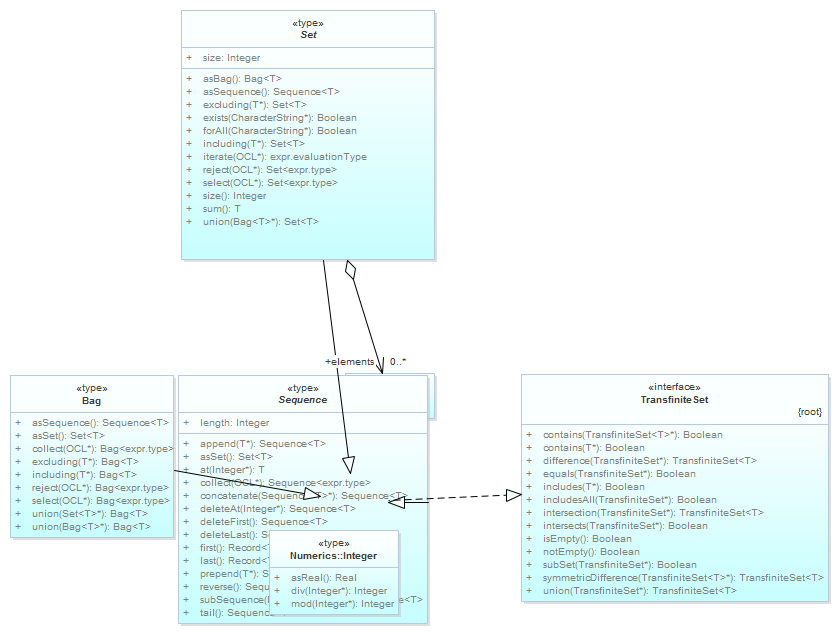 «type»
Set
+ size: Integer
+ asBag(): Bag<T>
+ asSequence(): Sequence<T>
+ excluding(T*): Set<T>
+ exists(CharacterString*): Boolean
+ forAll(CharacterString*): Boolean
+ including(T*): Set<T>
+ iterate(OCL*): expr.evaluationType
+ reject(OCL*): Set<expr.type>
+ select(OCL*): Set<expr.type>
+ size(): Integer
+ sum(): T
+ union(Bag<T>*): Set<T>
+elements 0..*
«type»
Bag
+ asSequence(): Sequence<T>
+ asSet(): Set<T>
+ collect(OCL*): Bag<expr.type>
+ excluding(T*): Bag<T>
+ including(T*): Bag<T>
+ reject(OCL*): Bag<expr.type>
+ select(OCL*): Bag<expr.type>
+ union(Set<T>*): Bag<T>
+ union(Bag<T>*): Bag<T>
«type»
Sequence
+ length: Integer
+ append(T*): Sequence<T>
+ asSet(): Set<T>
+ at(Integer*): T
+ collect(OCL*): Sequence<expr.type>
+ concatenate(Sequence<T>*): Sequence<T>
+ deleteAt(Integer*): Sequence<T>
+ deleteFirst(): Sequence<T>
+ deleteLast(): S
+ first(): Record<
+ last(): Record<
+ prepend(T*): S
+ reverse(): Sequ
+ subSequence( e<T>
+ tail(): Sequenc
«type»
Numerics::Integer
+ asReal(): Real
+ div(Integer*): Integer
+ mod(Integer*): Integer
«interface»
TransfiniteSet
{root}
+ contains(TransfiniteSet<T>*): Boolean
+ contains(T*): Boolean
+ difference(TransfiniteSet*): TransfiniteSet<T>
+ equals(TransfiniteSet*): Boolean
+ includes(T*): Boolean
+ includesAll(TransfiniteSet*): Boolean
+ intersection(TransfiniteSet*): TransfiniteSet<T>
+ intersects(TransfiniteSet*): Boolean
+ isEmpty(): Boolean
+ notEmpty(): Boolean
+ subSet(TransfiniteSet*): Boolean
+ symmetricDifference(TransfiniteSet<T>*): TransfiniteSet<T>
+ union(TransfiniteSet*): TransfiniteSet<T>